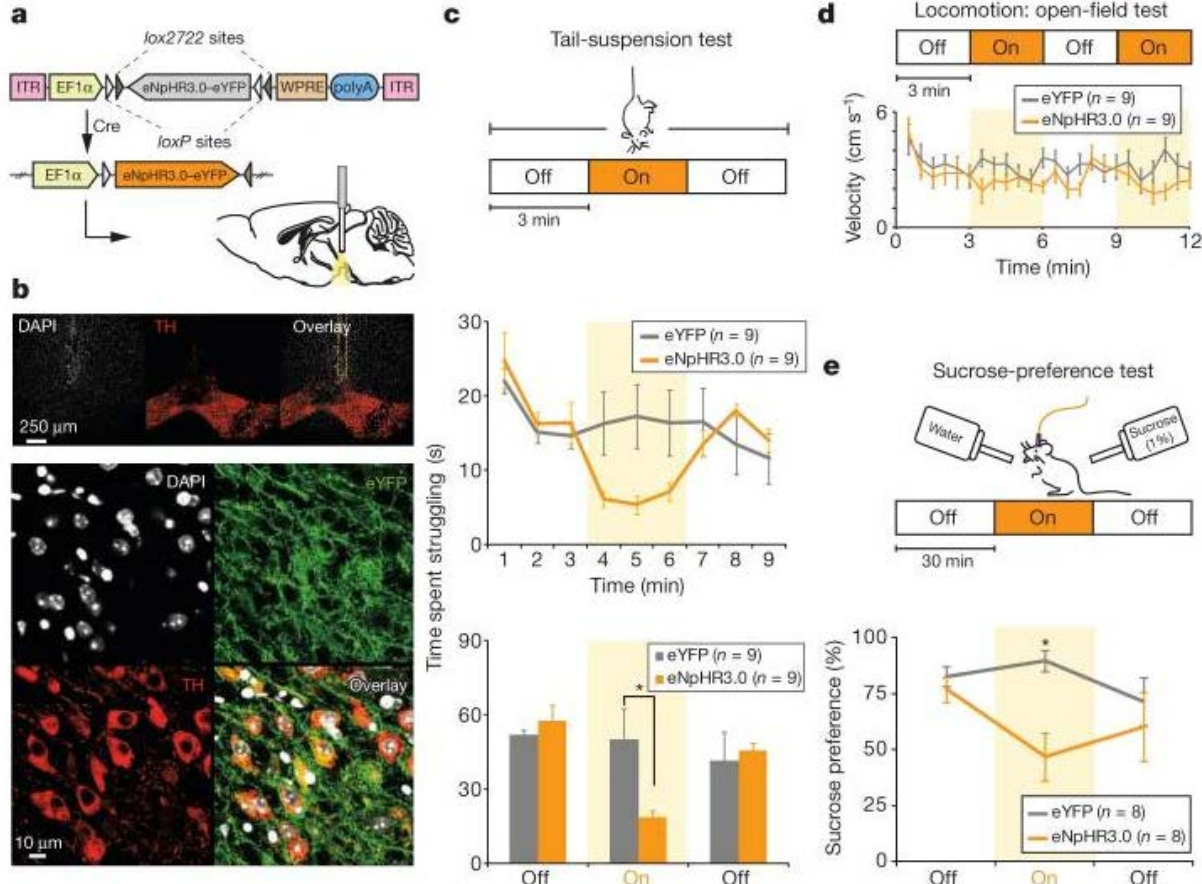 a
lox2722 sites
ITR EF1α eNpHR3.0–eYFP WPRE polyA ITR
Cre
loxP sites
EF1α eNpHR3.0–eYFP
b
DAPI TH Overlay
250 µm
DAPI eYFP
TH Overlay
10 µm
c
Tail-suspension test
Off On Off
3 min
30
20
10
0
eYFP (n = 9)
eNpHR3.0 (n = 9)
1 2 3 4 5 6 7 8 9
Time (min)
Time spent struggling (s)
90
60
30
0
eYFP (n = 9)
eNpHR3.0 (n = 9)
*
Off On Off
d
Locomotion: open-field test
Off On Off On
3 min
eYFP (n = 9)
eNpHR3.0 (n = 9)
Velocity (cm s⁻¹)
6
3
0
0 3 6 9 12
Time (min)
e
Sucrose-preference test
Water
Sucrose
(1%)
Off On Off
30 min
Sucrose preference (%)
100
75
50
25
0
*
eYFP (n = 8)
eNpHR3.0 (n = 8)
Off On Off